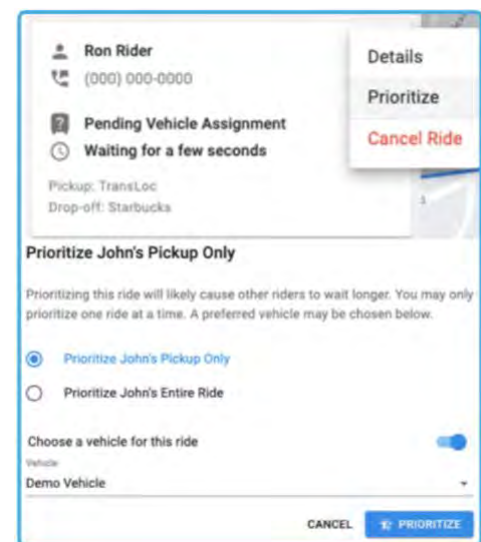 Ron Rider
(000) 000-0000
Pending Vehicle Assignment
Waiting for a few seconds
Pickup: TransLoc
Drop-off: Starbucks
Details
Prioritize
Cancel Ride
Prioritize John's Pickup Only
Prioritizing this ride will likely cause other riders to wait longer. You may only
prioritize one ride at a time. A preferred vehicle may be chosen below.
Prioritize John's Pickup Only
Prioritize John's Entire Ride
Choose a vehicle for this ride
Vehicle
Demo Vehicle
CANCEL
PRIORITIZE